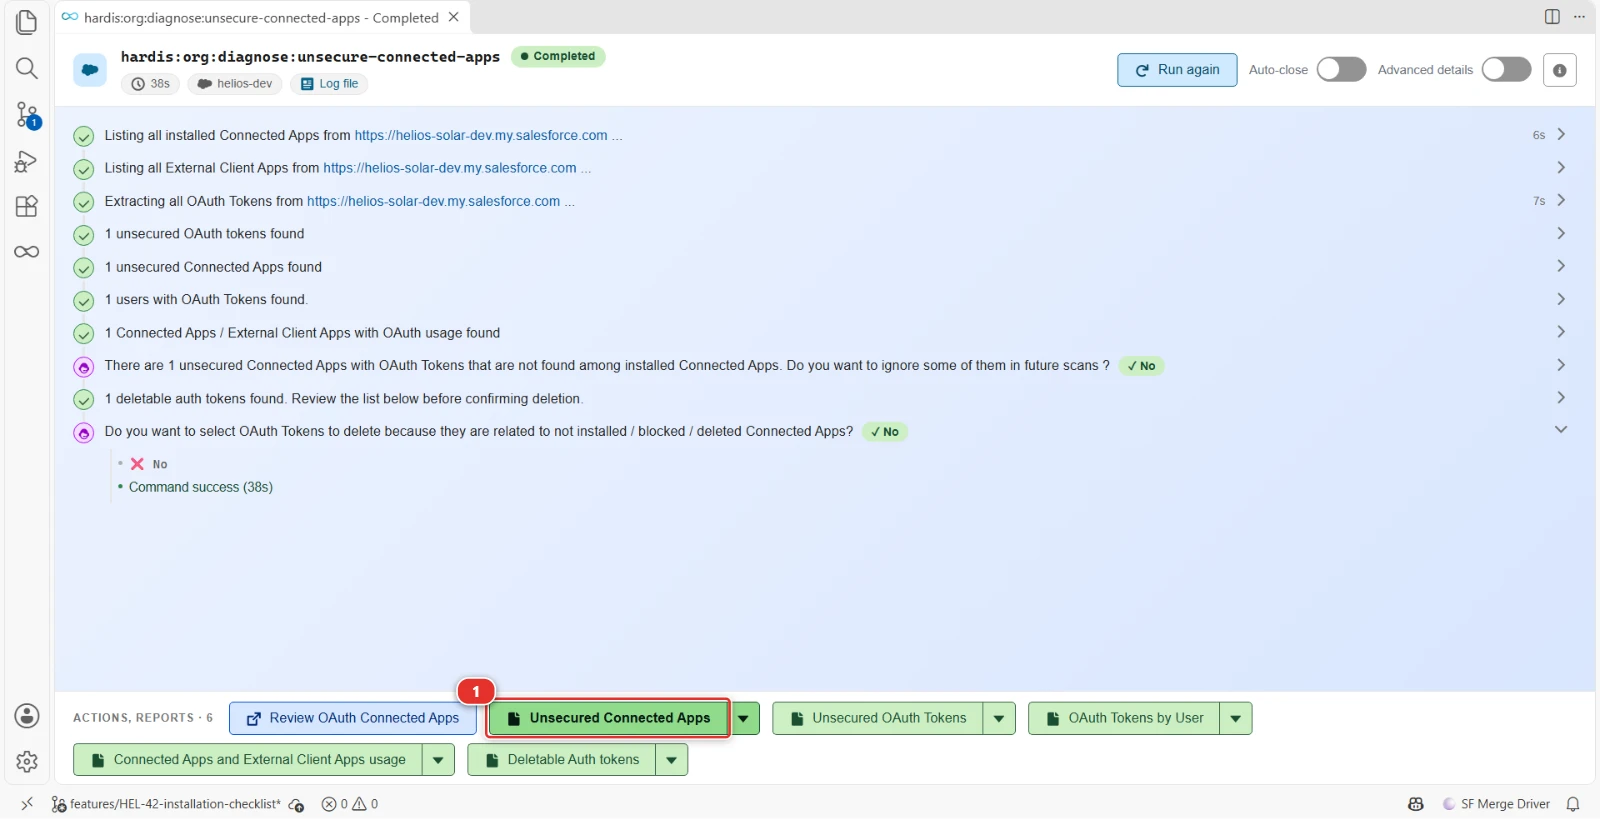 hardis:org:diagnose:unsecure-connected-apps - Completed
hardis:org:diagnose:unsecure-connected-apps
Completed
38s
helios-dev
Log file
Run again
Auto-close
Advanced details
Listing all installed Connected Apps from https://helios-solar-dev.my.salesforce.com ...
6s
Listing all External Client Apps from https://helios-solar-dev.my.salesforce.com ...
Extracting all OAuth Tokens from https://helios-solar-dev.my.salesforce.com ...
7s
1 unsecured OAuth tokens found
1 unsecured Connected Apps found
1 users with OAuth Tokens found.
1 Connected Apps / External Client Apps with OAuth usage found
There are 1 unsecured Connected Apps with OAuth Tokens that are not found among installed Connected Apps. Do you want to ignore some of them in future scans ? ✓ No
1 deletable auth tokens found. Review the list below before confirming deletion.
Do you want to select OAuth Tokens to delete because they are related to not installed / blocked / deleted Connected Apps? ✓ No
• ❌ No
• Command success (38s)
1
ACTIONS, REPORTS · 6
Review OAuth Connected Apps
Unsecured Connected Apps
Unsecured OAuth Tokens
OAuth Tokens by User
Connected Apps and External Client Apps usage
Deletable Auth tokens
1
features/HEL-42-installation-checklist*
0
0
SF Merge Driver